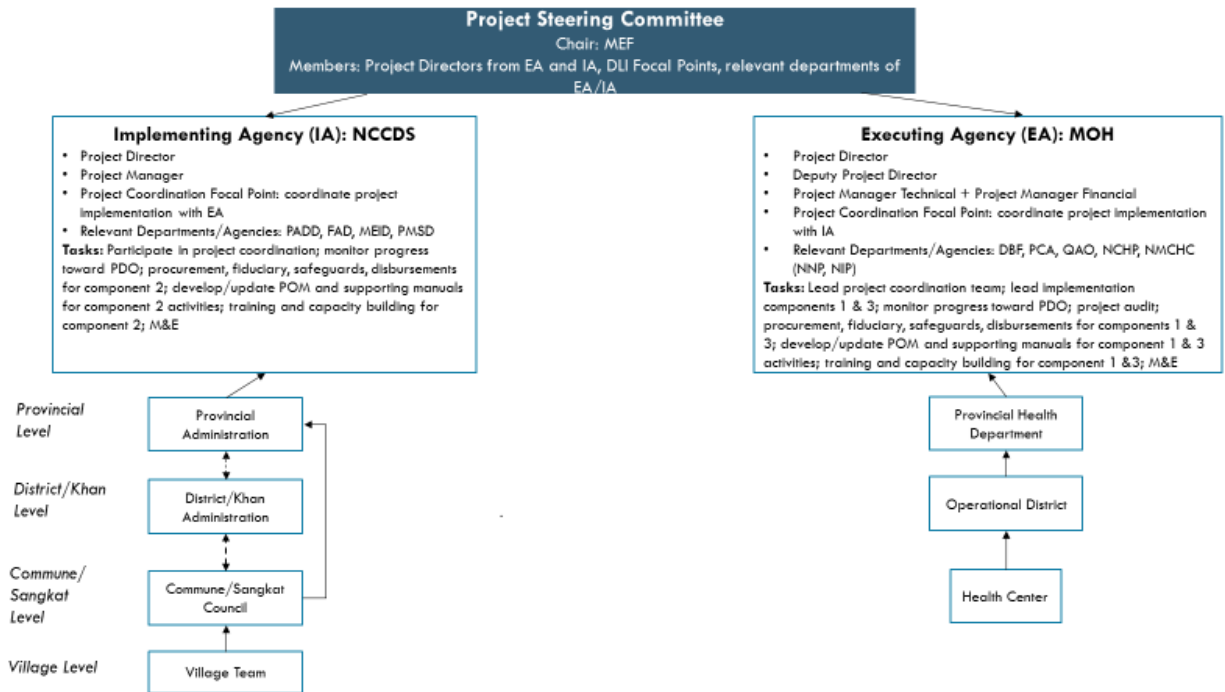 Project Steering Committee
Chair: MEF
Members: Project Directors from EA and IA, DLI Focal Points, relevant departments of
EA/IA
Implementing Agency (IA): NCCDS
• Project Director
• Project Manager
• Project Coordination Focal Point: coordinate project
implementation with EA
• Relevant Departments/Agencies: PADD, FAD, MEID, PMSD
Tasks: Participate in project coordination; monitor progress
toward PDO; procurement, fiduciary, safeguards, disbursements
for component 2; develop/update POM and supporting manuals
for component 2 activities; training and capacity building for
component 2; M&E
Executing Agency (EA): MOH
• Project Director
• Deputy Project Director
• Project Manager Technical + Project Manager Financial
• Project Coordination Focal Point: coordinate project implementation
with IA
• Relevant Departments/Agencies: DBF, PCA, QAO, NCHP, NMCHC
(NNP, NIP)
Tasks: Lead project coordination team; lead implementation
components 1 & 3; monitor progress toward PDO; project audit;
procurement, fiduciary, safeguards, disbursements for components 1 &
3; develop/update POM and supporting manuals for component 1 & 3
activities; training and capacity building for component 1 &3; M&E
Provincial
Level
Provincial
Administration
Provincial Health
Department
District/Khan
Level
District/Khan
Administration
Operational District
Commune/
Sangkat
Level
Commune/Sangkat
Council
Health Center
Village Level
Village Team